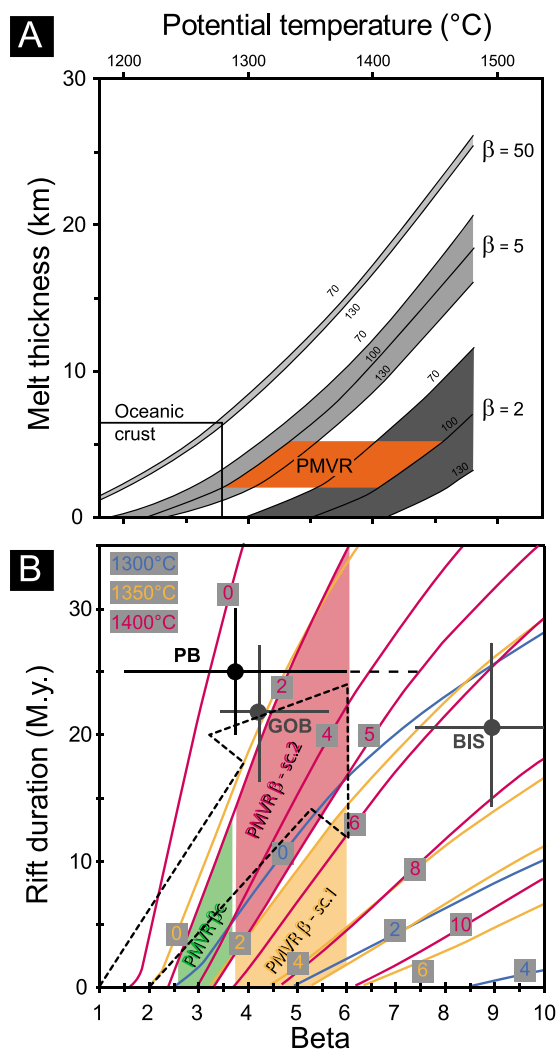 A
Potential temperature (°C)
1200 1300 1400 1500
30
20
10
0
Melt thickness (km)
β = 50
β = 5
β = 2
70
130
70
100
130
70
100
130
Oceanic
crust
PMVR
B
1300°C
1350°C
1400°C
0
PB
2
GOB
4
5
BIS
PMVR β - sc.2
PMVR βc
PMVR β - sc.1
0
6
8
0
2
2
10
4
6
4
30
20
10
0
Rift duration (M.y.)
1 2 3 4 5 6 7 8 9 10
Beta